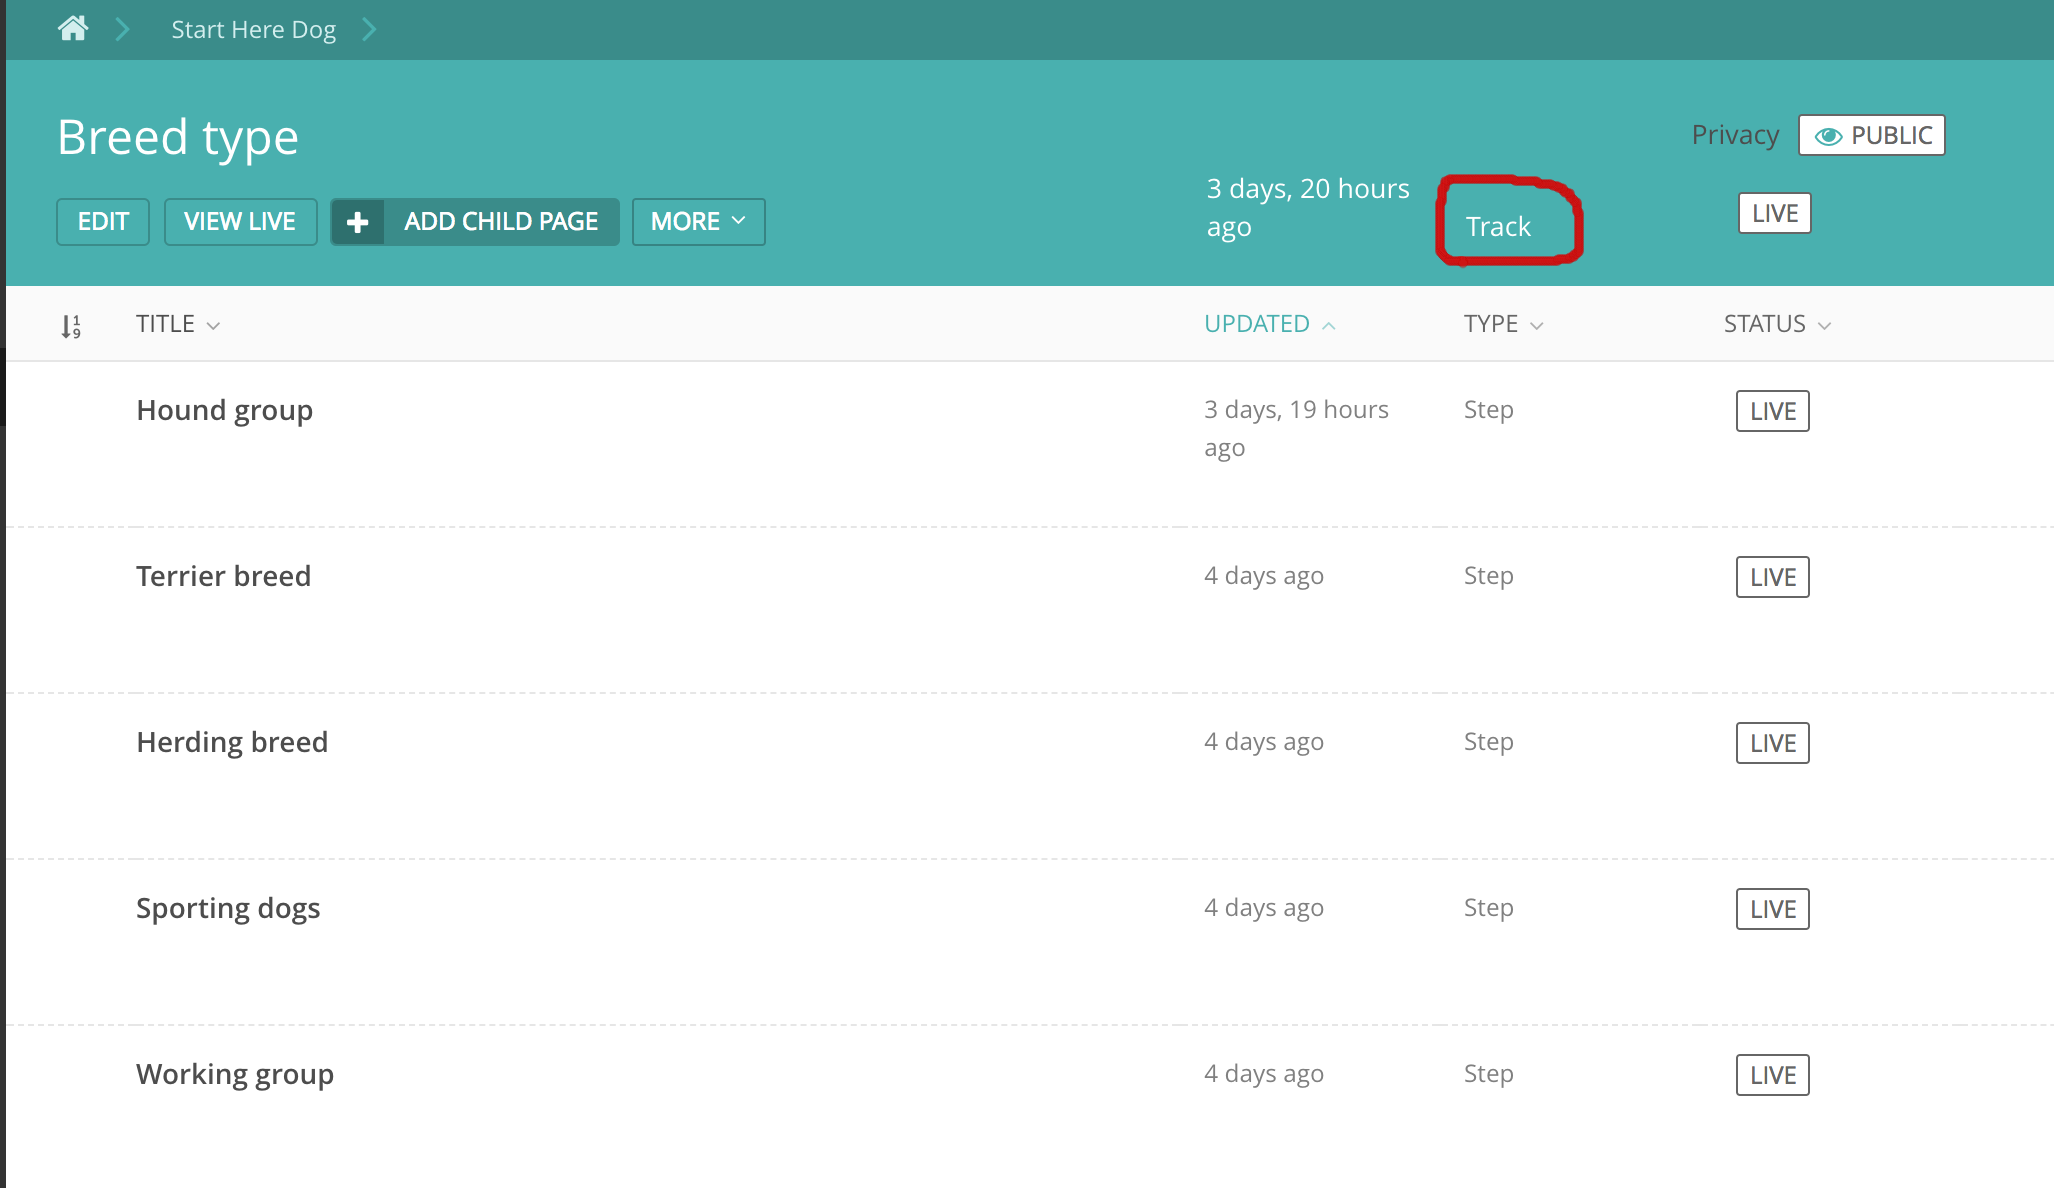 Start Here Dog
Breed type
Privacy PUBLIC
EDIT VIEW LIVE ADD CHILD PAGE MORE
3 days, 20 hours
ago
Track
LIVE
TITLE UPDATED TYPE STATUS
Hound group 3 days, 19 hours Step LIVE
ago
Terrier breed 4 days ago Step LIVE
Herding breed 4 days ago Step LIVE
Sporting dogs 4 days ago Step LIVE
Working group 4 days ago Step LIVE